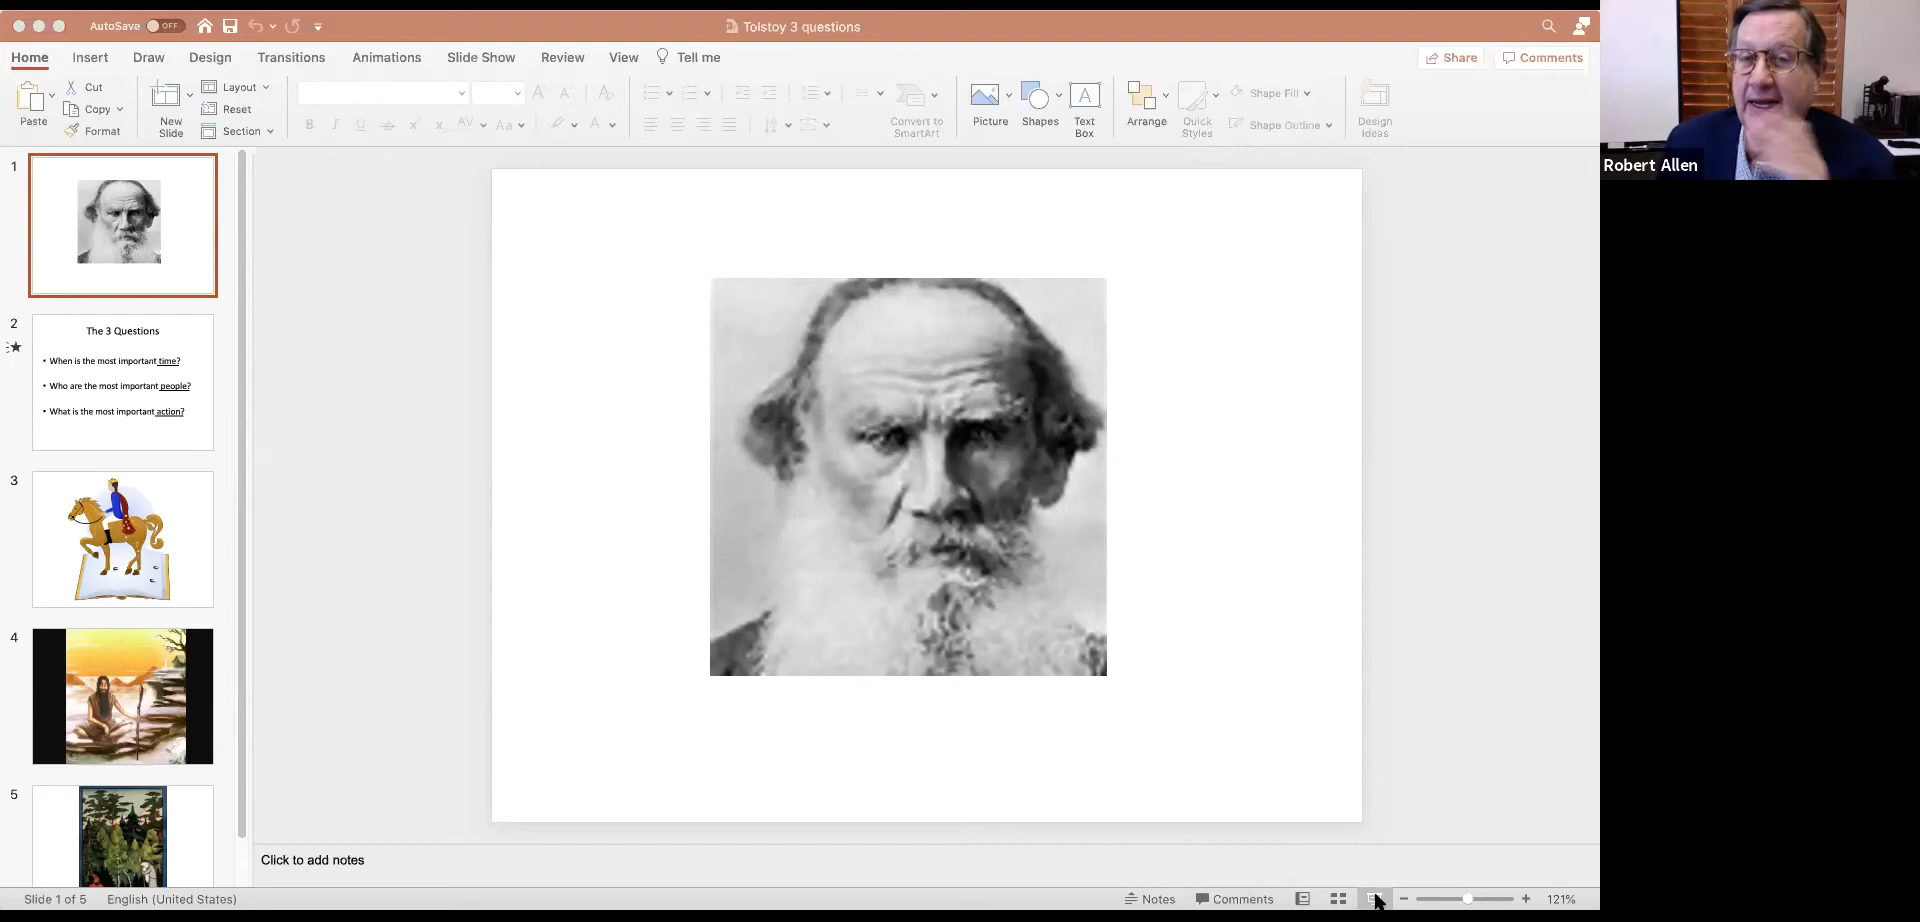 AutoSave OFF
Tolstoy 3 questions
Home Insert Draw Design Transitions Animations Slide Show Review View Tell me
Share Comments
Paste
Cut
Copy
Format
New Slide
Layout
Reset
Section
B I U ab x x AV Aa A
Convert to SmartArt
Picture
Shapes
A
Text Box
Arrange
Quick Styles
Shape Fill
Shape Outline
Design Ideas
Robert Allen
1
2
The 3 Questions
• When is the most important time?
• Who are the most important people?
• What is the most important action?
3
4
5
Click to add notes
Slide 1 of 5 English (United States)
Notes Comments 121%